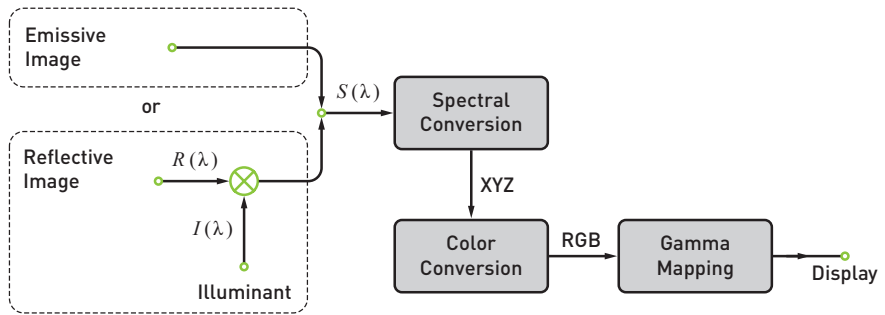 Emissive
Image
or
Reflective
Image
R(λ)
I(λ)
Illuminant
S(λ)
Spectral
Conversion
XYZ
Color
Conversion
RGB
Gamma
Mapping
Display